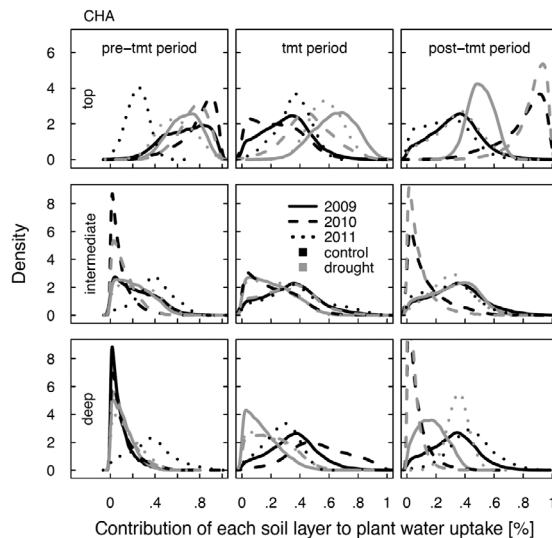 CHA
pre-tmt period
tmt period
post-tmt period
6
4
2
0
top
Density
8
6
4
2
0
intermediate
2009
2010
2011
control
drought
8
6
4
2
0
deep
0 .4 .8 0 .2 .4 .6 .8 1 0 .2 .4 .6 .8 1
Contribution of each soil layer to plant water uptake [%]